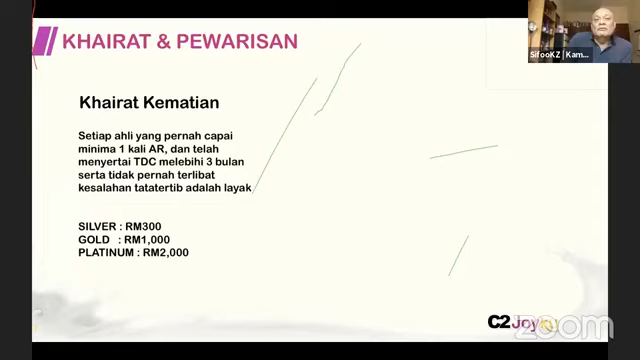 KHAIRAT & PEWARISAN
SifooKZ | Kam...
Khairat Kematian
Setiap ahli yang pernah capai
minima 1 kali AR, dan telah
menyertai TDC melebihi 3 bulan
serta tidak pernah terlibat
kesalahan tatatertib adalah layak
SILVER : RM300
GOLD : RM1,000
PLATINUM : RM2,000
C2Joy
zoom